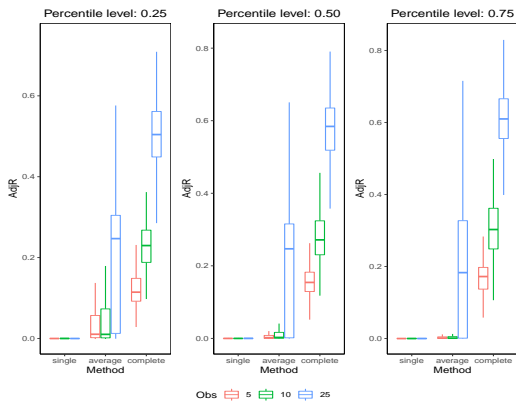 Percentile level: 0.25
Percentile level: 0.50
Percentile level: 0.75
AdjR
0.6
0.4
0.2
0.0
single average complete
Method
AdjR
0.8
0.6
0.4
0.2
0.0
single average complete
Method
AdjR
0.8
0.6
0.4
0.2
0.0
single average complete
Method
Obs 5 10 25